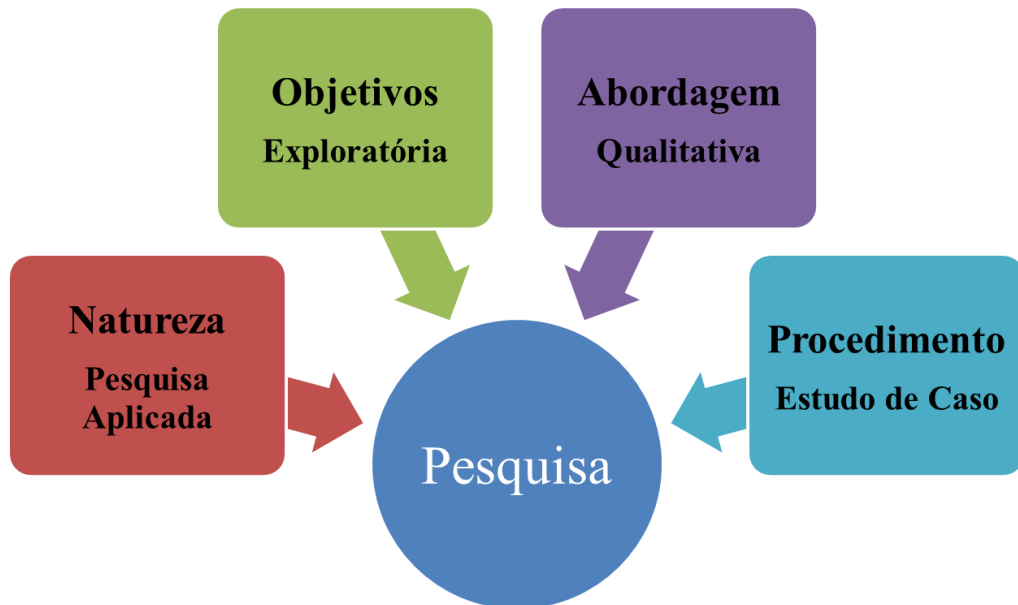 Objetivos
Exploratória
Abordagem
Qualitativa
Natureza
Pesquisa
Aplicada
Procedimento
Estudo de Caso
Pesquisa